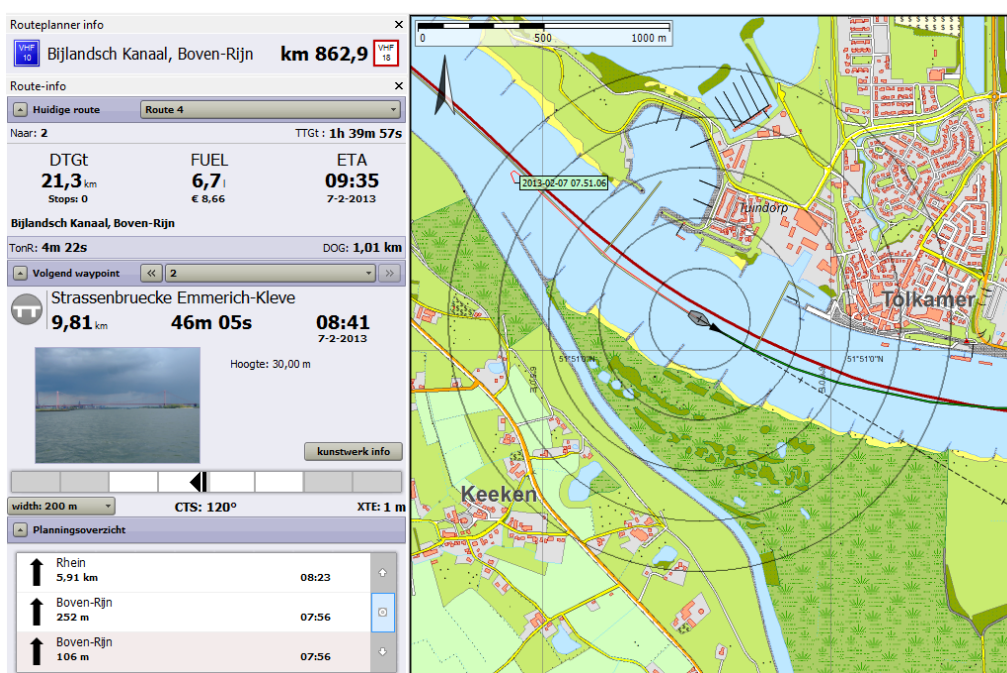 Routeplanner info ×
VHF 10 Bijlandsch Kanaal, Boven-Rijn km 862,9 VHF 18
Route-info ×
Huidige route Route 4
Naar: 2 TTGt : 1h 39m 57s
DTGt FUEL ETA
21,3 km 6,7 l 09:35
Stops: 0 € 8,66 7-2-2013
Bijlandsch Kanaal, Boven-Rijn
TonR: 4m 22s DOG: 1,01 km
Volgend waypoint << 2 >>
Strassenbruecke Emmerich-Kleve
9,81 km 46m 05s 08:41
7-2-2013
Hoogte: 30,00 m
kunstwerk info
width: 200 m CTS: 120° XTE: 1 m
Planningsoverzicht
Rhein
5,91 km 08:23
Boven-Rijn
252 m 07:56
Boven-Rijn
106 m 07:56
0 500 1000 m
2013-02-07 07.51.06
Tuindorp
Tolkamer
51°51'0"N 51°51'0"N
Keeken